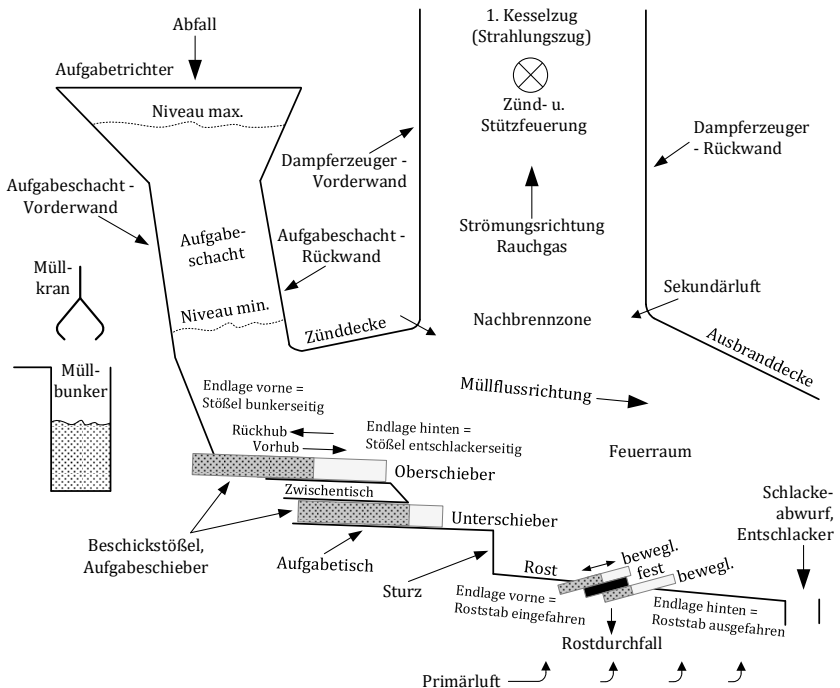 Abfall
Aufgabetrichter
Niveau max.
Aufgabeschacht -
Vorderwand
Aufgabe-
schacht
Aufgabeschacht -
Rückwand
Niveau min.
Zünddecke
Müll-
kran
Müll-
bunker
1. Kesselzug
(Strahlungszug)
Zünd- u.
Stützfeuerung
Dampferzeuger -
Vorderwand
Dampferzeuger
- Rückwand
Strömungsrichtung
Rauchgas
Sekundärluft
Nachbrennzone
Ausbranddecke
Müllflussrichtung
Feuerraum
Endlage vorne =
Stößel bunkerseitig
Rückhub
Vorhub
Endlage hinten =
Stößel entschlackerseitig
Oberschieber
Zwischentisch
Unterschieber
Beschickstößel,
Aufgabeschieber
Aufgabetisch
Sturz
Rost
bewegl.
fest
bewegl.
Endlage vorne =
Roststab eingefahren
Endlage hinten =
Roststab ausgefahren
Schlacke-
abwurf,
Entschlacker
Rostdurchfall
Primärluft